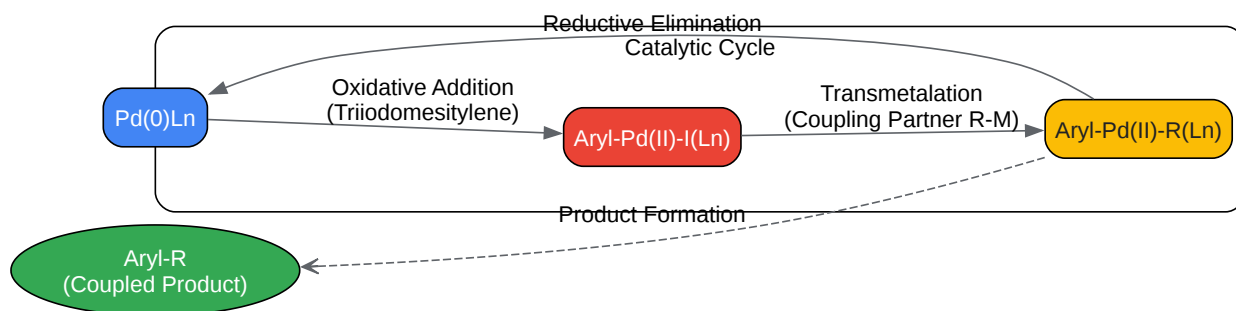 Reductive Elimination
Catalytic Cycle
Pd(0)Ln
Oxidative Addition
(Triiodomesitylene)
Aryl-Pd(II)-I(Ln)
Transmetalation
(Coupling Partner R-M)
Aryl-Pd(II)-R(Ln)
Product Formation
Aryl-R
(Coupled Product)